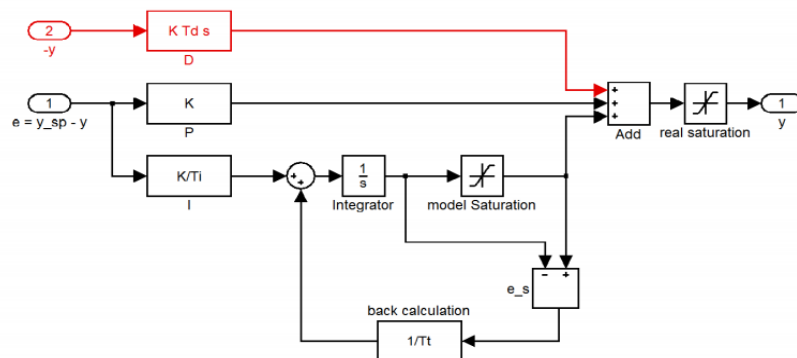 2
-y
K Td s
D
1
e = y_sp - y
K
P
+
+
+
Add
real saturation
1
y
K/Ti
I
+
+
1
s
Integrator
model Saturation
- +
e_s
back calculation
1/Tt